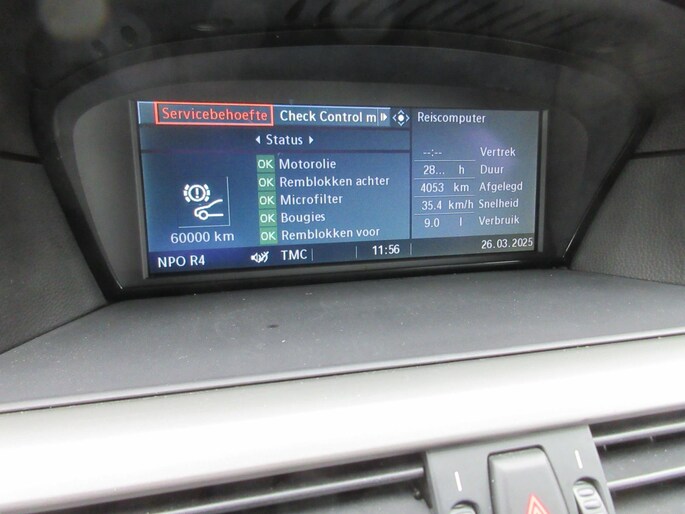 Servicebehoefte Check Control m
Reiscomputer
Status
OK Motorolie
OK Remblokken achter
OK Microfilter
OK Bougies
OK Remblokken voor
60000 km
--:-- Vertrek
28... h Duur
4053 km Afgelegd
35.4 km/h Snelheid
9.0 l Verbruik
NPO R4 TMC 11:56 26.03.2025